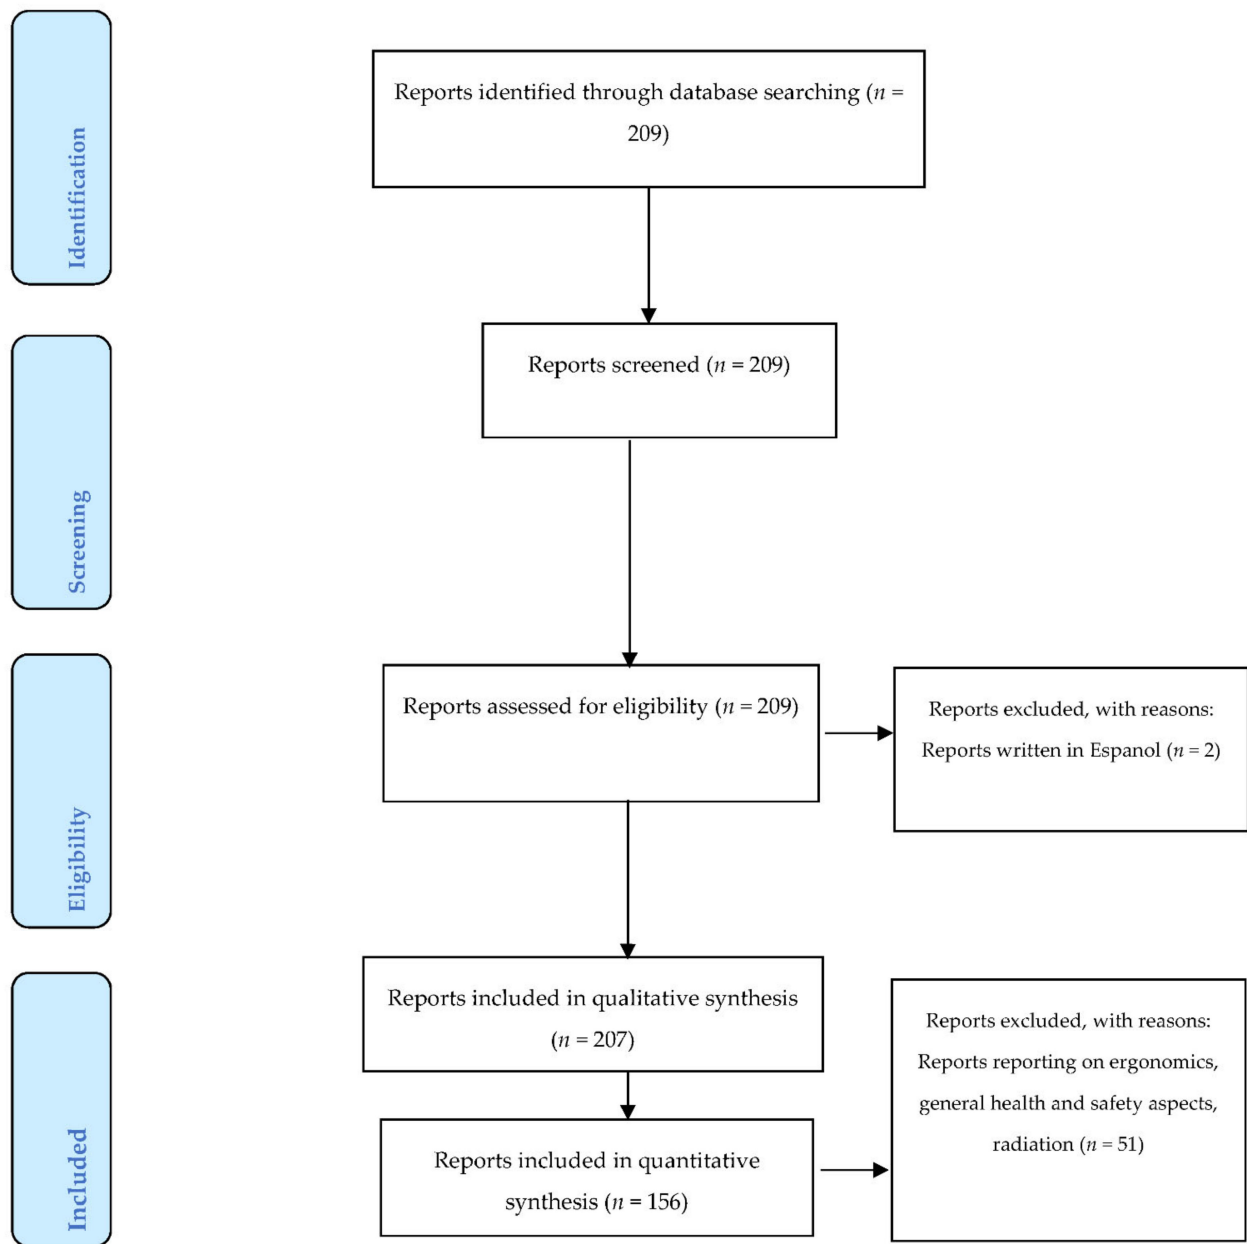 Identification
Reports identified through database searching (n =
209)
Screening
Reports screened (n = 209)
Eligibility
Reports assessed for eligibility (n = 209)
Reports excluded, with reasons:
Reports written in Espanol (n = 2)
Included
Reports included in qualitative synthesis
(n = 207)
Reports included in quantitative
synthesis (n = 156)
Reports excluded, with reasons:
Reports reporting on ergonomics,
general health and safety aspects,
radiation (n = 51)